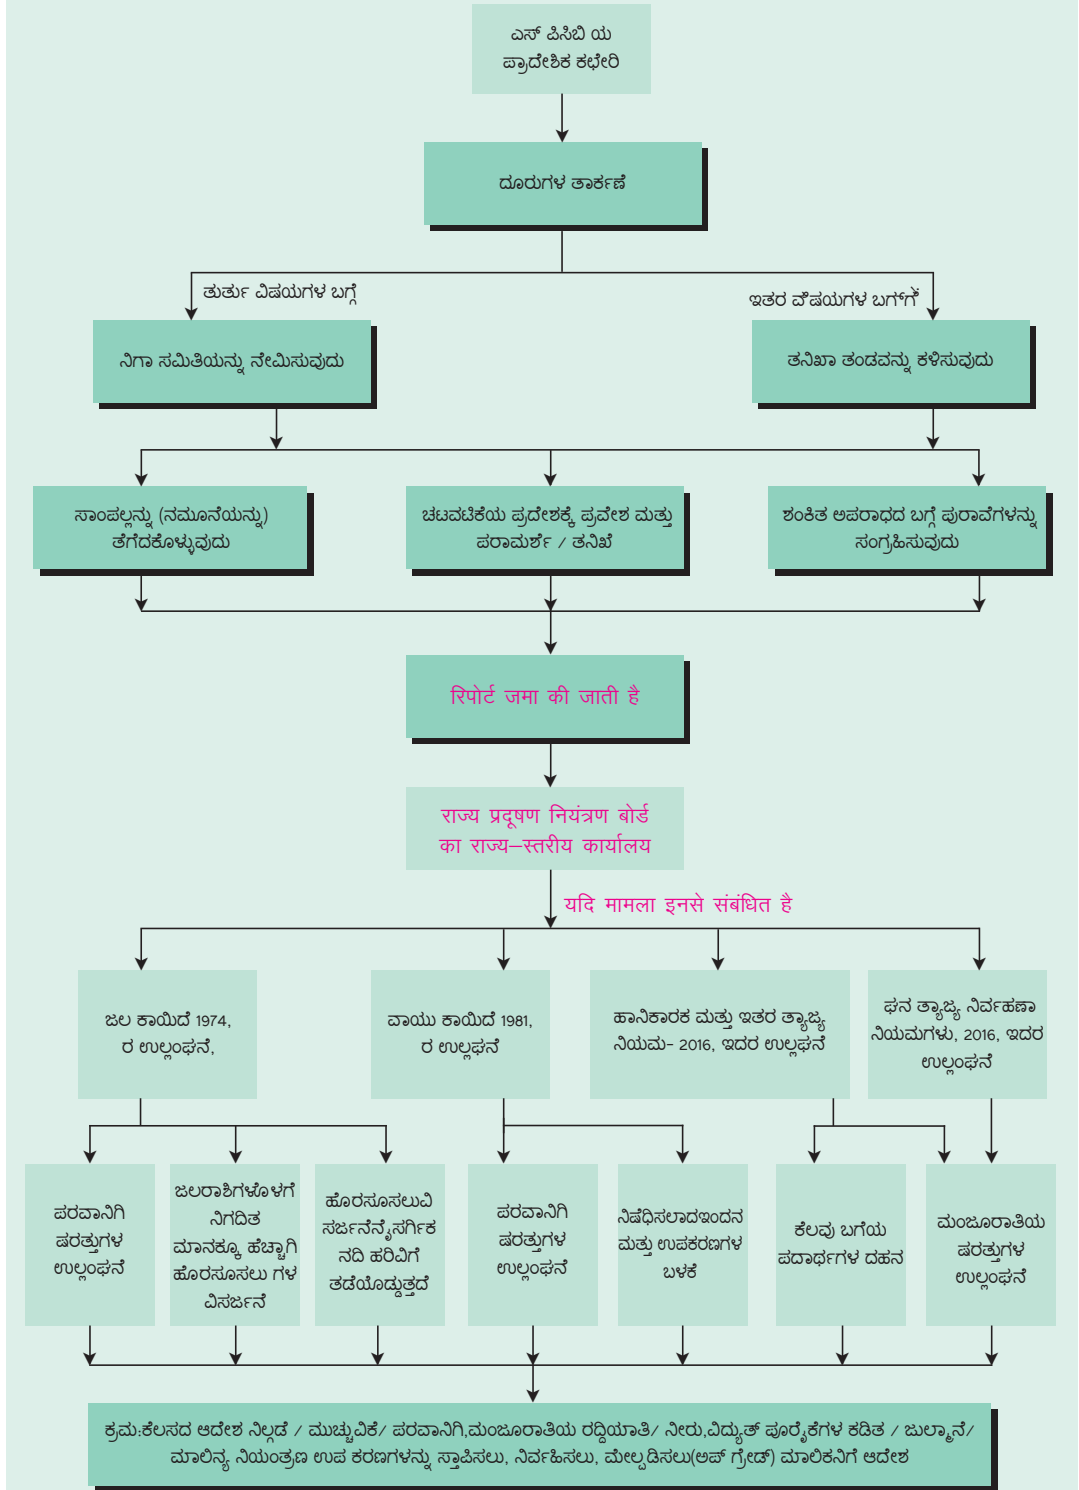 ಎಸ್ ಪಿಸಿಬಿ ಯ
ಪ್ರಾದೇಶಿಕ ಕಛೇರಿ
ದೂರುಗಳ ತಾರ್ಕಣೆ
ತುರ್ತು ವಿಷಯಗಳ ಬಗ್ಗೆ
ಇತರ ವಿಷಯಗಳ ಬಗ್ಗೆ
ನಿಗಾ ಸಮಿತಿಯನ್ನು ನೇಮಿಸುವುದು
ತನಿಖಾ ತಂಡವನ್ನು ಕಳಿಸುವುದು
ಸಾಂಪಲ್ಲನ್ನು (ನಮೂನೆಯನ್ನು)
ತೆಗೆದಕೊಳ್ಳುವುದು
ಚಟವಟಿಕೆಯ ಪ್ರದೇಶಕ್ಕೆ ಪ್ರವೇಶ ಮತ್ತು
ಪರಾಮರ್ಶೆ / ತನಿಖೆ
ಶಂಕಿತ ಅಪರಾಧದ ಬಗ್ಗೆ ಪುರಾವೆಗಳನ್ನು
ಸಂಗ್ರಹಿಸುವುದು
रिपोर्ट जमा की जाती है
राज्य प्रदूषण नियंत्रण बोर्ड
का राज्य–स्तरीय कार्यालय
यदि मामला इनसे संबंधित है
ಜಲ ಕಾಯಿದೆ 1974,
ರ ಉಲ್ಲಂಘನೆ,
ವಾಯು ಕಾಯಿದೆ 1981,
ರ ಉಲ್ಲಘನೆ
ಹಾನಿಕಾರಕ ಮತ್ತು ಇತರ ತ್ಯಾಜ್ಯ
ನಿಯಮ- 2016, ಇದರ ಉಲ್ಲಘನೆ
ಘನ ತ್ಯಾಜ್ಯ ನಿರ್ವಹಣಾ
ನಿಯಮಗಳು, 2016, ಇದರ
ಉಲ್ಲಂಘನೆ
ಪರವಾನಿಗಿ
ಷರತ್ತುಗಳ
ಉಲ್ಲಂಘನೆ
ಜಲರಾಶಿಗಳೊಳಗೆ
ನಿಗದಿತ
ಮಾನಕ್ಕೂ ಹೆಚ್ಚಾಗಿ
ಹೊರಸೂಸಲು ಗಳ
ವಿಸರ್ಜನೆ
ಹೊರಸೂಸಲುವಿ
ಸರ್ಜನೆನೈಸರ್ಗಿಕ
ನದಿ ಹರಿವಿಗೆ
ತಡೆಯೊಡ್ಡುತ್ತದೆ
ಪರವಾನಿಗಿ
ಷರತ್ತುಗಳ
ಉಲ್ಲಂಘನೆ
ನಿಷೆಧಿಸಲಾದಇಂದನ
ಮತ್ತು ಉಪಕರಣಗಳ
ಬಳಕೆ
ಕೆಲವು ಬಗೆಯ
ಪದಾರ್ಥಗಳ ದಹನ
ಮಂಜೂರಾತಿಯ
ಷರತ್ತುಗಳ
ಉಲ್ಲಂಘನೆ
ಕ್ರಮ:ಕೆಲಸದ ಆದೇಶ ನಿಲ್ಗಡೆ / ಮುಚ್ಚುವಿಕೆ/ ಪರವಾನಿಗಿ,ಮಂಜೂರಾತಿಯ ರದ್ದಿಯಾತಿ/ ನೀರು,ವಿದ್ಯುತ್ ಪೂರೈಕೆಗಳ ಕಡಿತ / ಜುಲ್ಮಾನೆ/
ಮಾಲಿನ್ಯ ನಿಯಂತ್ರಣ ಉಪ ಕರಣಗಳನ್ನು ಸ್ತಾಪಿಸಲು, ನಿರ್ವಹಿಸಲು, ಮೇಲ್ಪಡಿಸಲು(ಅಪ್ ಗ್ರೇಡ್) ಮಾಲಿಕನಿಗೆ ಆದೇಶ